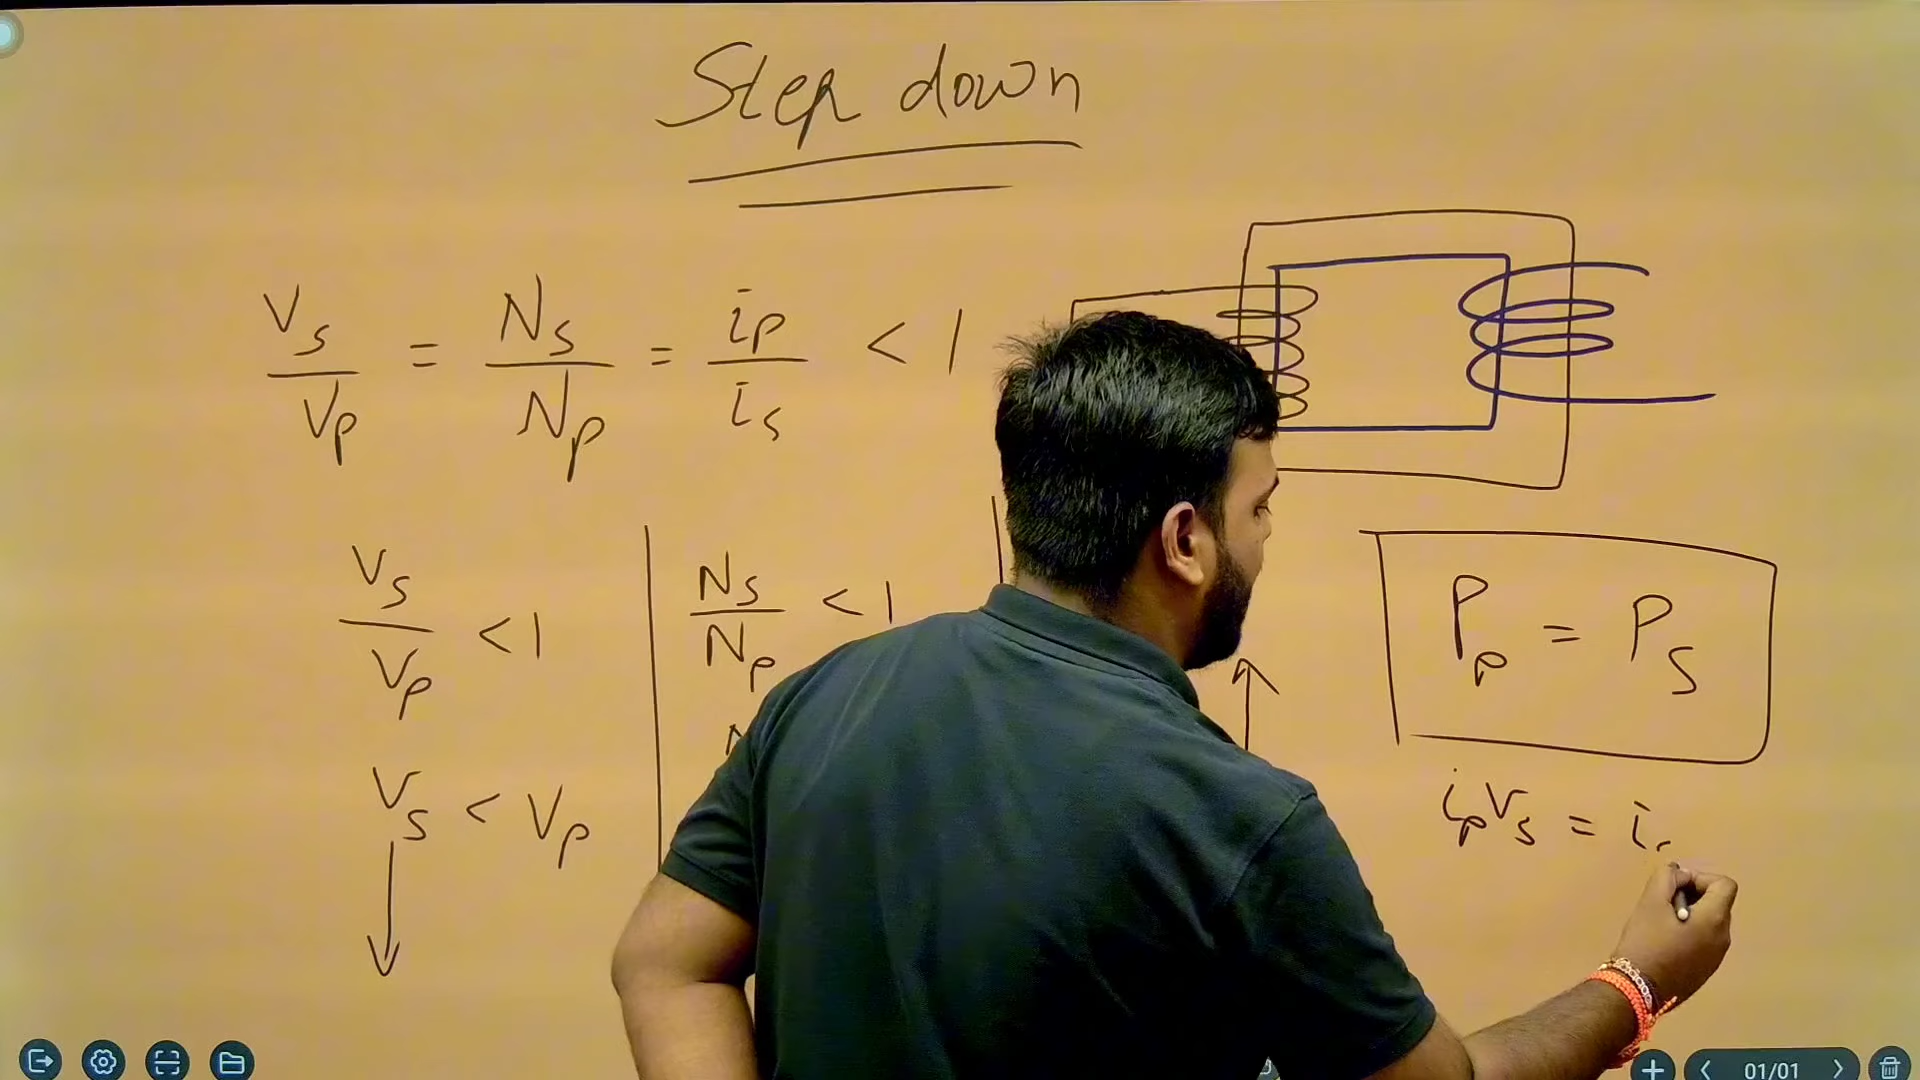 Step down
Vs/Vp = Ns/Np = ip/is < 1
Vs/Vp < 1
Ns/Np < 1
Vs < Vp
Pp = Ps
ipVs = i
01/01